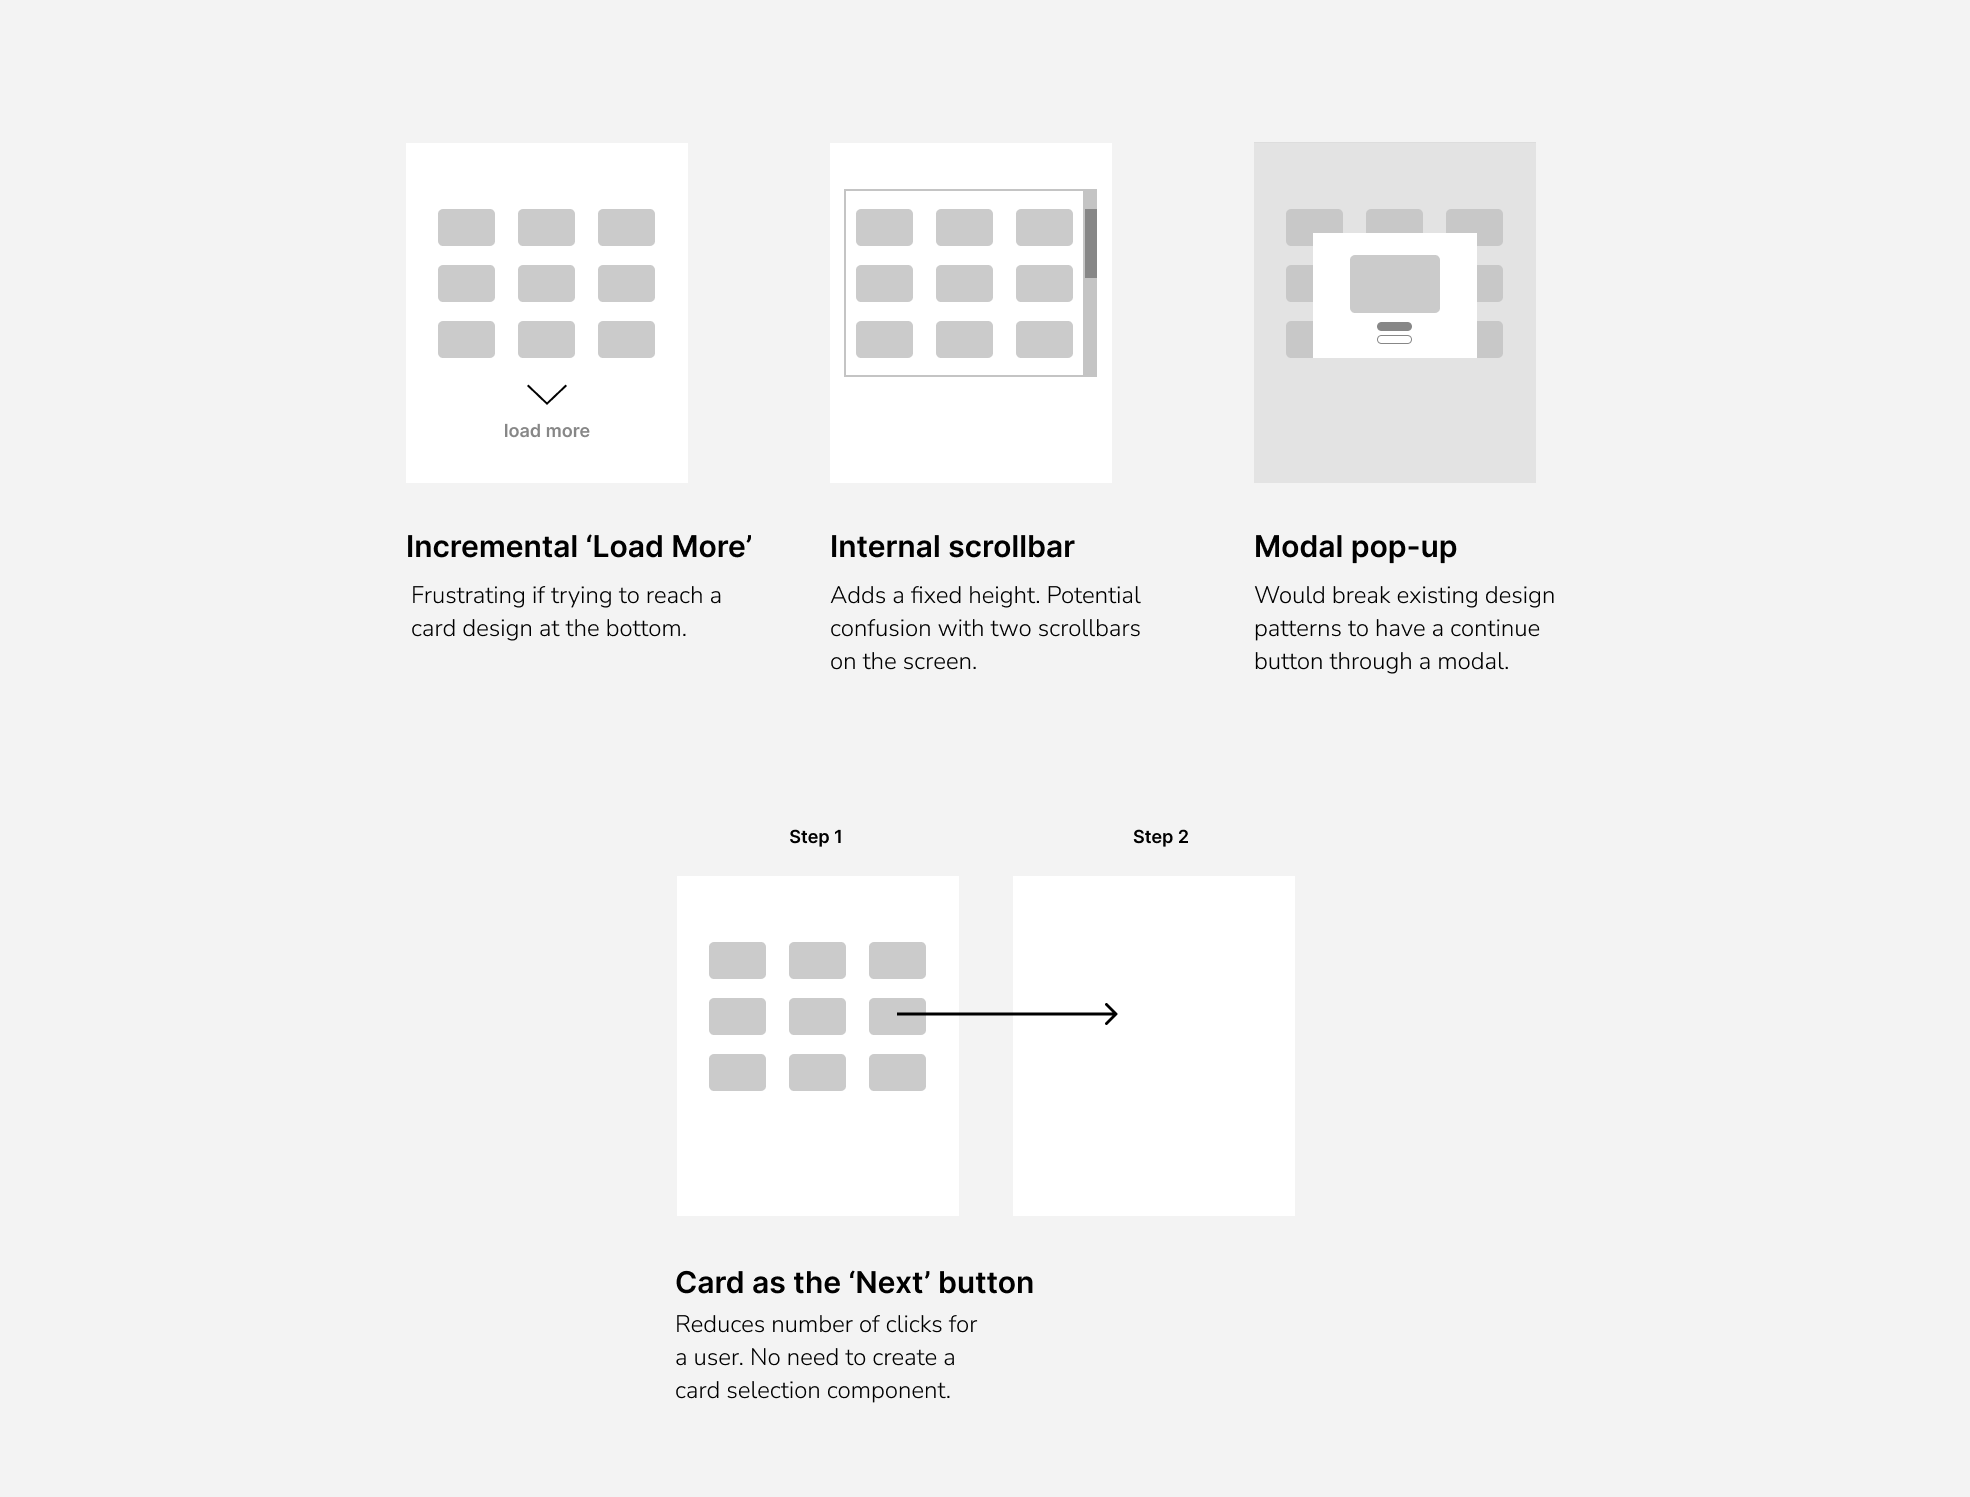 load more
Incremental ‘Load More’
Frustrating if trying to reach a
card design at the bottom.
Internal scrollbar
Adds a fixed height. Potential
confusion with two scrollbars
on the screen.
Modal pop-up
Would break existing design
patterns to have a continue
button through a modal.
Step 1
Step 2
Card as the ‘Next’ button
Reduces number of clicks for
a user. No need to create a
card selection component.